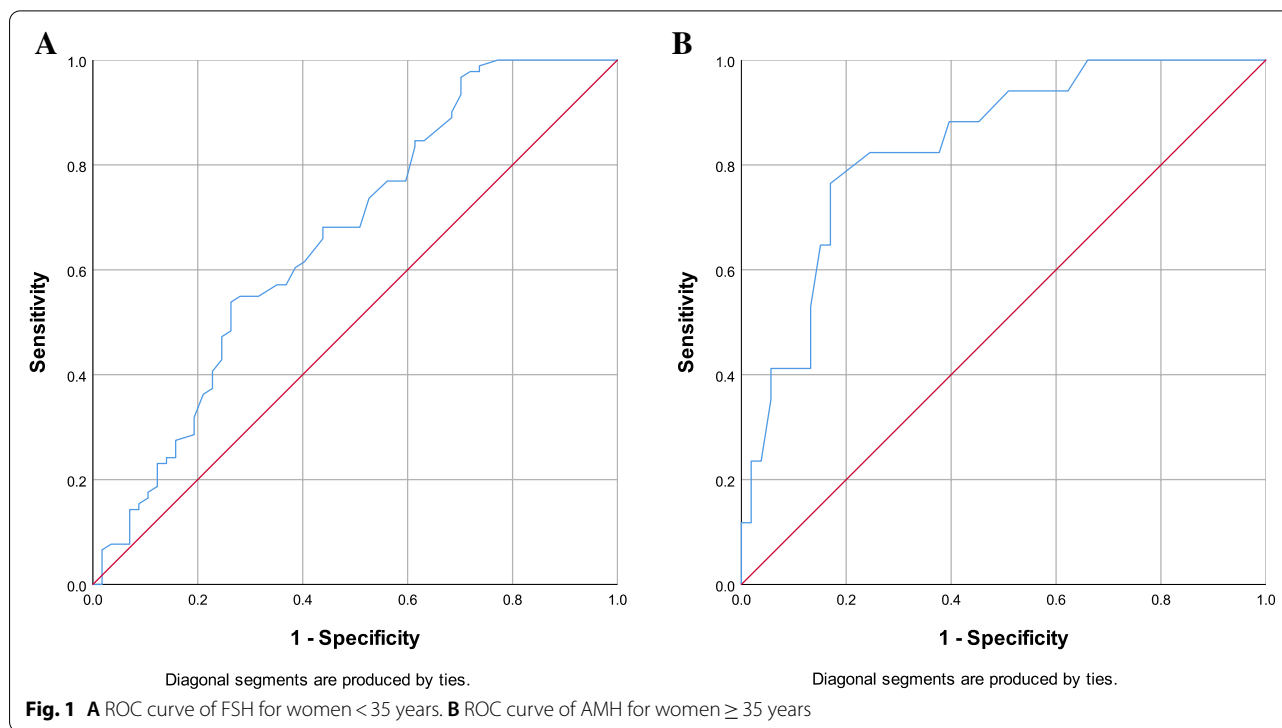 A
B
1.0
0.8
0.6
0.4
0.2
0.0
Sensitivity
0.0 0.2 0.4 0.6 0.8 1.0
1 - Specificity
Diagonal segments are produced by ties.
1.0
0.8
0.6
0.4
0.2
0.0
Sensitivity
0.0 0.2 0.4 0.6 0.8 1.0
1 - Specificity
Diagonal segments are produced by ties.
Fig. 1 A ROC curve of FSH for women < 35 years. B ROC curve of AMH for women ≥ 35 years